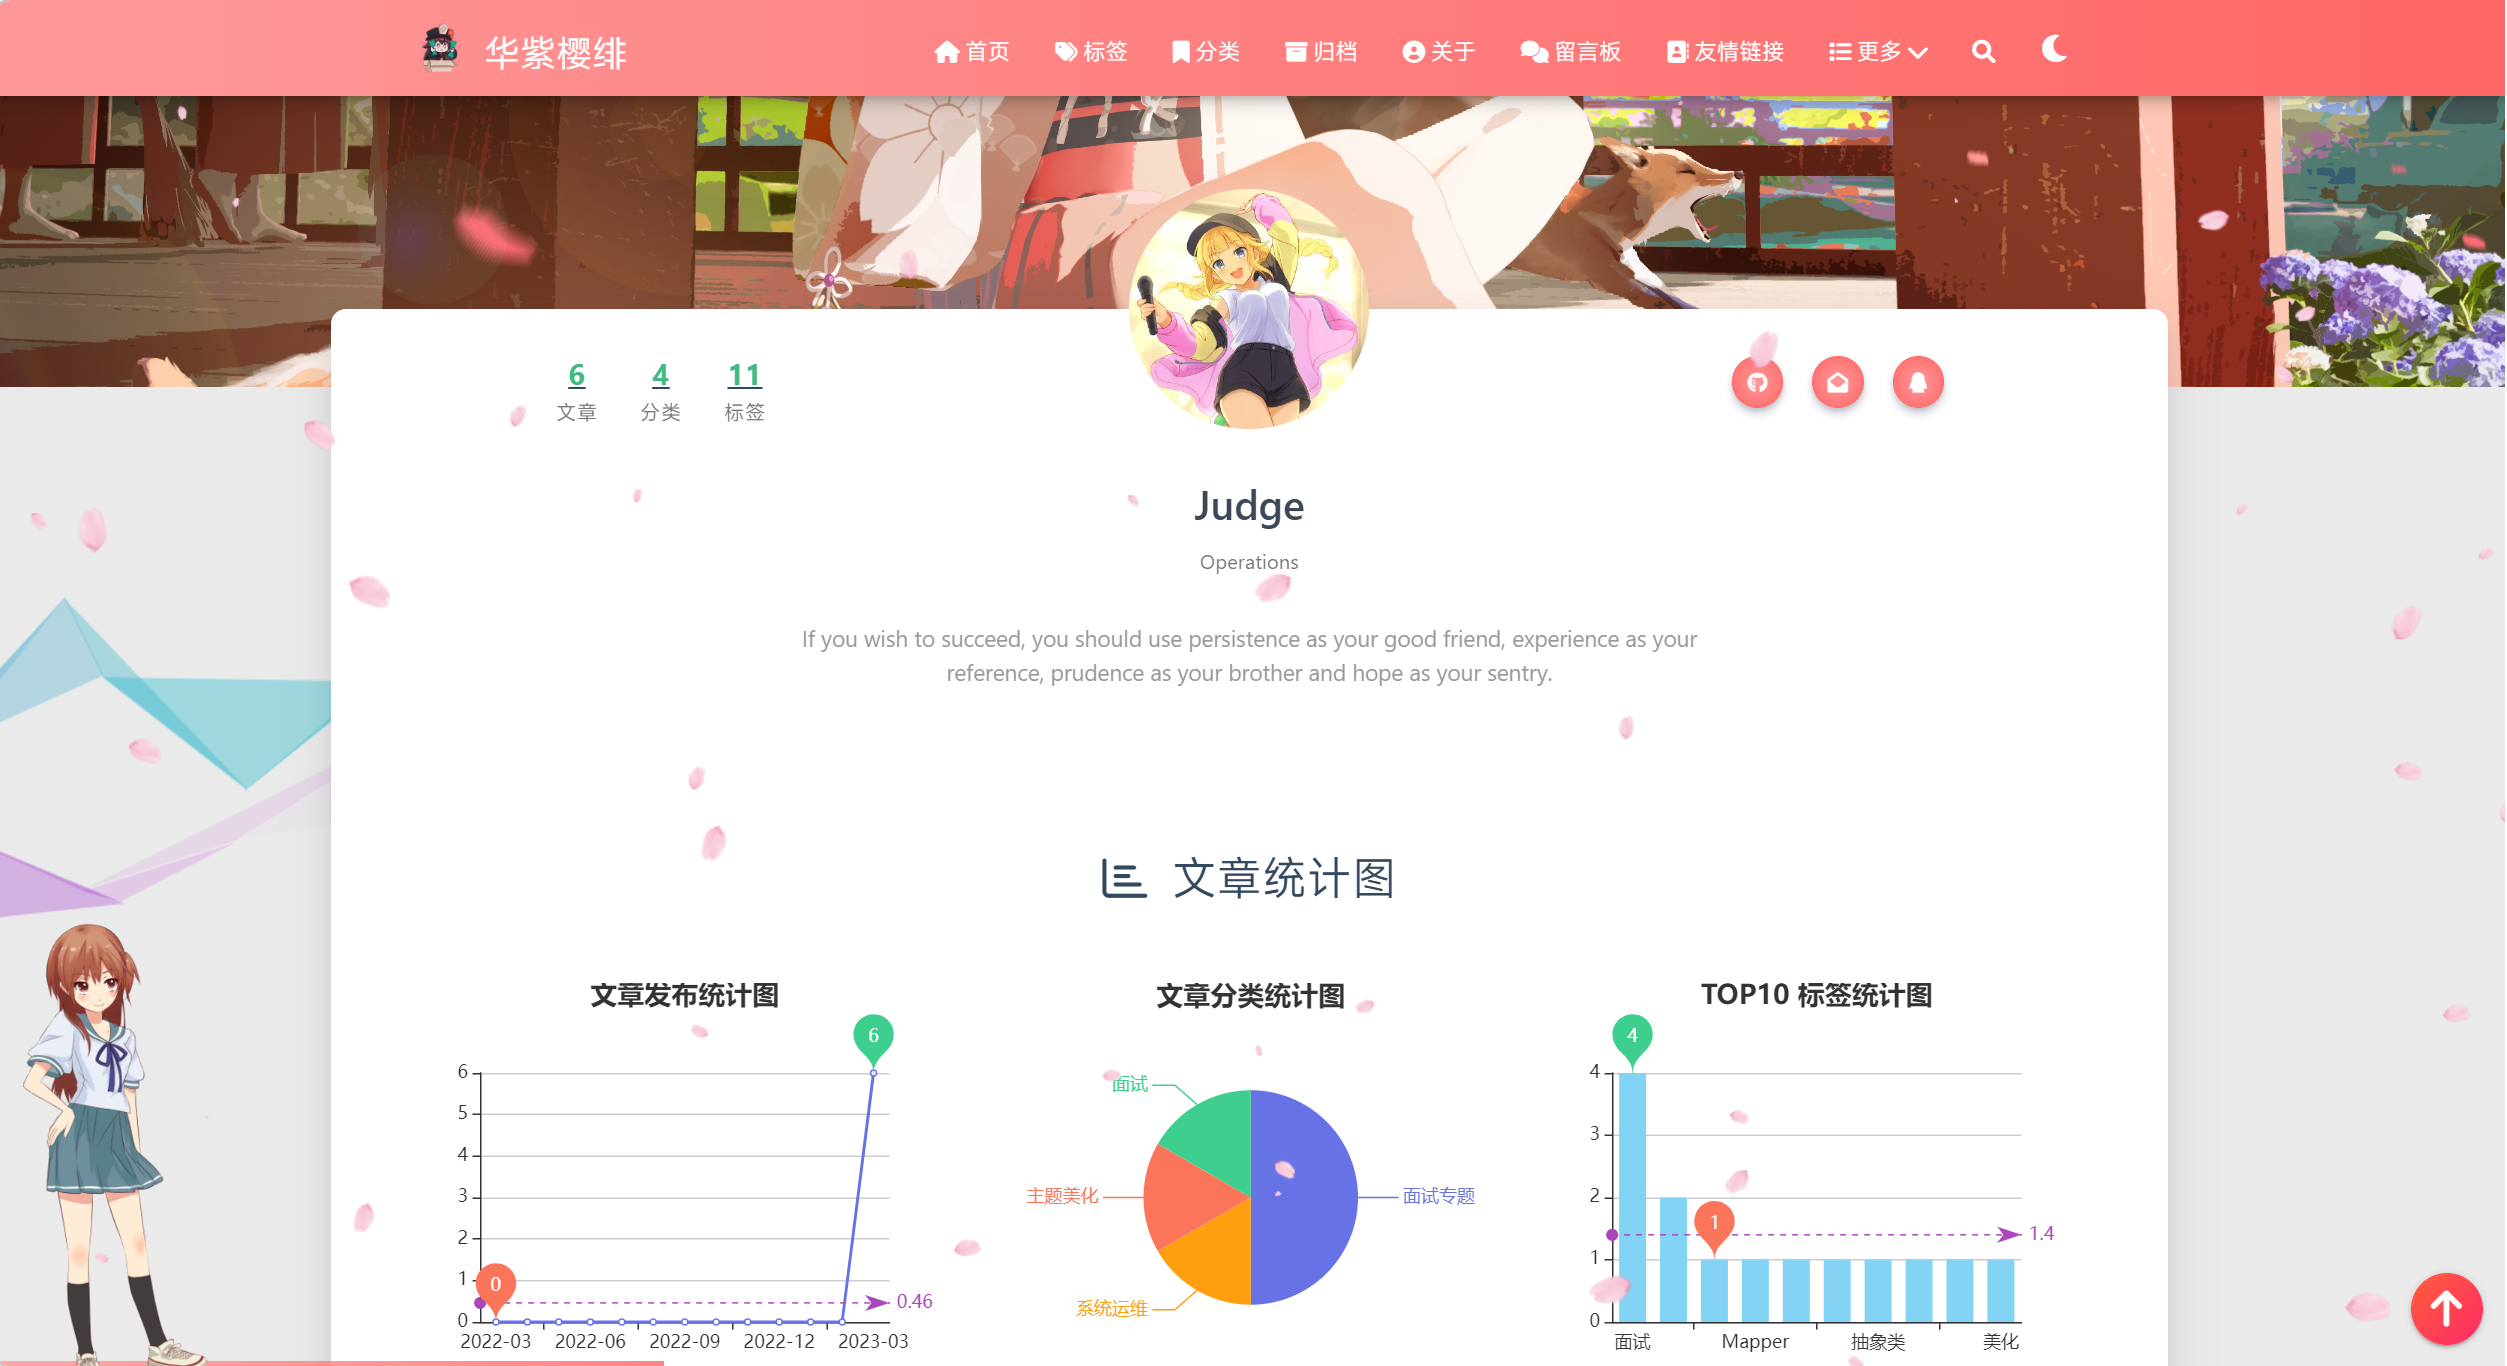 华紫樱绯
首页 标签 分类 归档 关于 留言板 友情链接 更多
6 4 11
文章 分类 标签
Judge
Operations
If you wish to succeed, you should use persistence as your good friend, experience as your
reference, prudence as your brother and hope as your sentry.
文章统计图
文章发布统计图
6
6
5
4
3
2
1
0
0
0.46
2022-03 2022-06 2022-09 2022-12 2023-03
文章分类统计图
面试
主题美化
面试专题
系统运维
TOP10 标签统计图
4
4
3
2
1
1
1.4
0
面试 Mapper 抽象类 美化